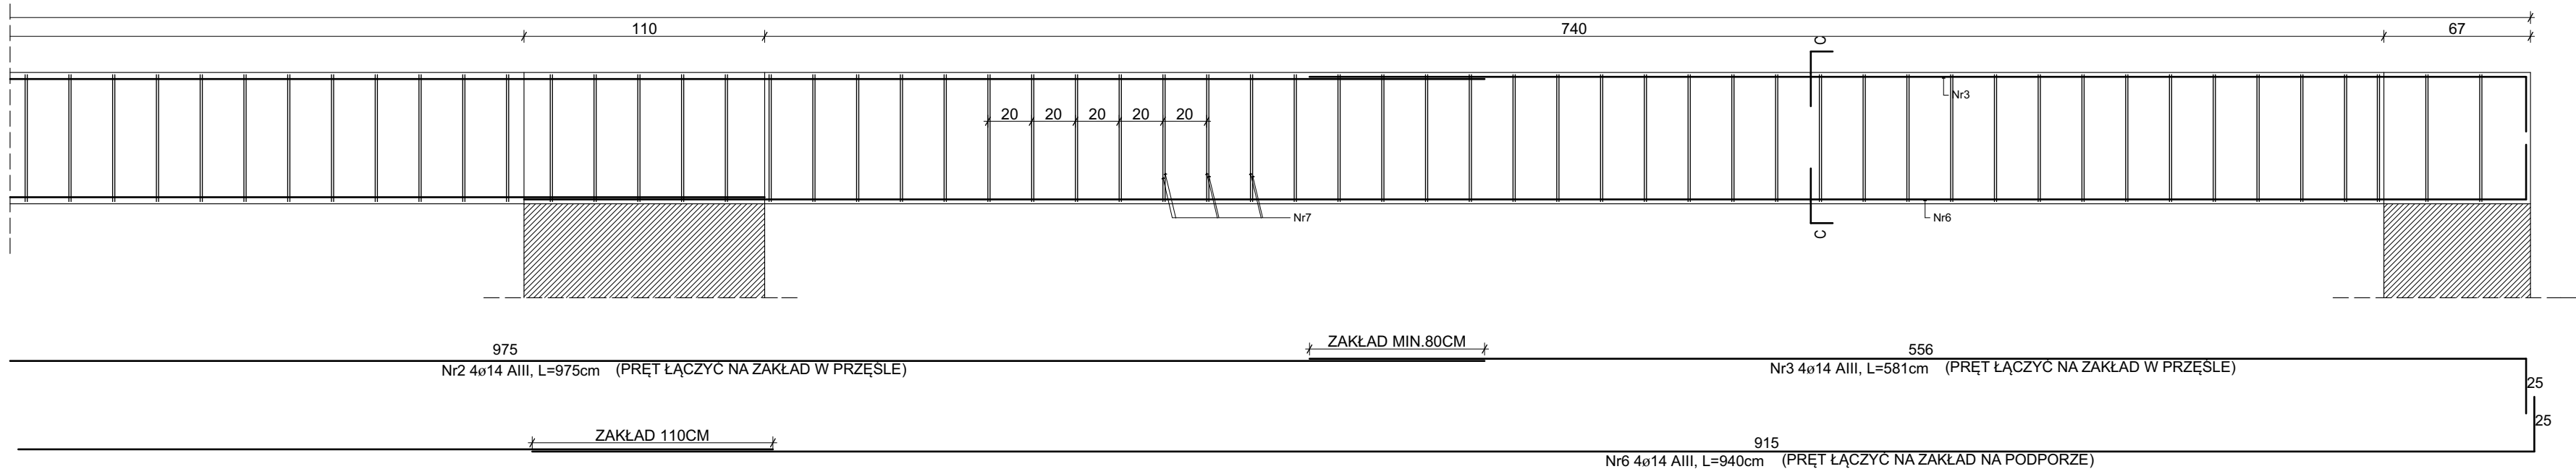 110
740
67
C
Nr3
20 20 20 20 20
Nr7
Nr6
C
ZAKŁAD MIN.80CM
975
556
Nr2 4ø14 AIII, L=975cm (PRĘT ŁĄCZYĆ NA ZAKŁAD W PRZĘŚLE)
Nr3 4ø14 AIII, L=581cm (PRĘT ŁĄCZYĆ NA ZAKŁAD W PRZĘŚLE)
25
25
ZAKŁAD 110CM
915
Nr6 4ø14 AIII, L=940cm (PRĘT ŁĄCZYĆ NA ZAKŁAD NA PODPORZE)